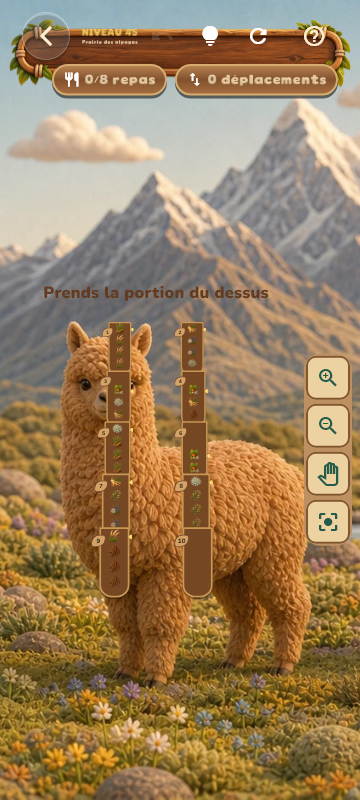 NIVEAU 45
Prairie des alpagas
0/8 repas
0 déplacements
Prends la portion du dessus
1
2
3
4
5
6
7
8
9
10